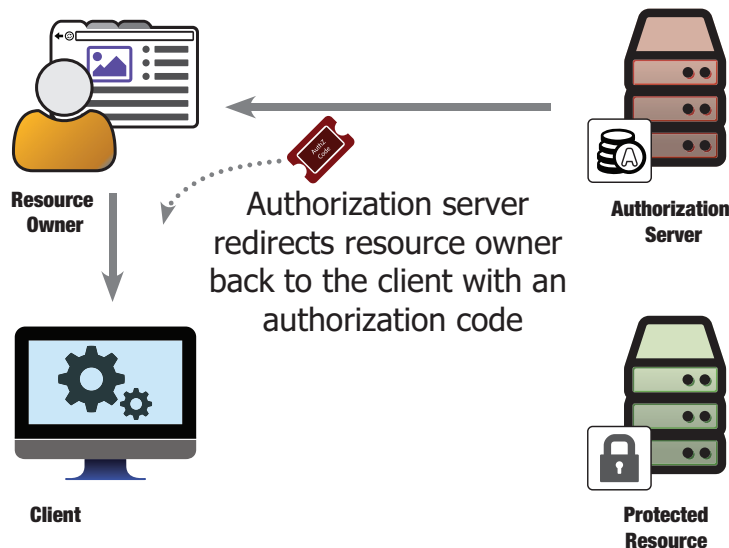 AuthZ
Code
Resource
Owner
Authorization server
redirects resource owner
back to the client with an
authorization code
A
Authorization
Server
Client
Protected
Resource